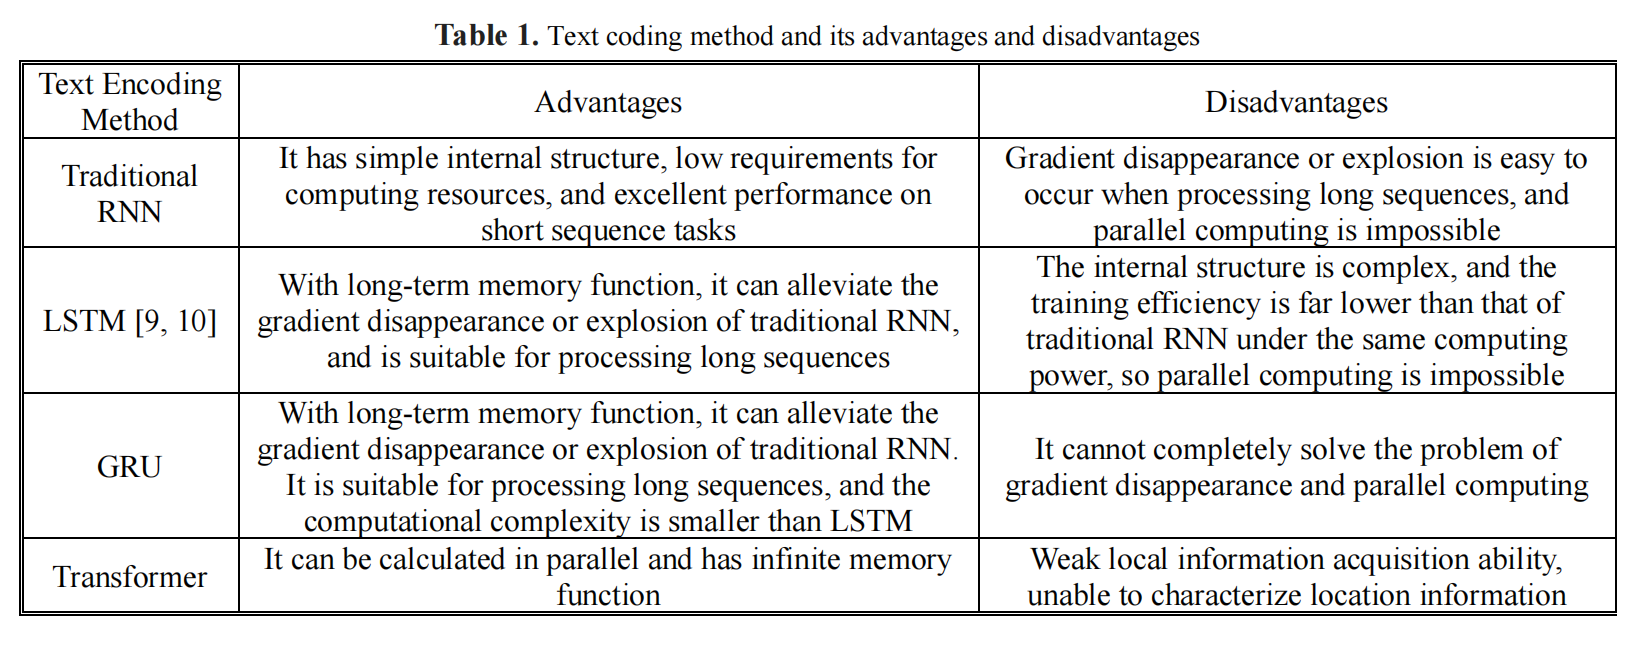 Table 1. Text coding method and its advantages and disadvantages
Text Encoding
Method
Advantages
Disadvantages
Traditional
RNN
It has simple internal structure, low requirements for
computing resources, and excellent performance on
short sequence tasks
Gradient disappearance or explosion is easy to
occur when processing long sequences, and
parallel computing is impossible
LSTM [9, 10]
With long-term memory function, it can alleviate the
gradient disappearance or explosion of traditional RNN,
and is suitable for processing long sequences
The internal structure is complex, and the
training efficiency is far lower than that of
traditional RNN under the same computing
power, so parallel computing is impossible
GRU
With long-term memory function, it can alleviate the
gradient disappearance or explosion of traditional RNN.
It is suitable for processing long sequences, and the
computational complexity is smaller than LSTM
It cannot completely solve the problem of
gradient disappearance and parallel computing
Transformer
It can be calculated in parallel and has infinite memory
function
Weak local information acquisition ability,
unable to characterize location information